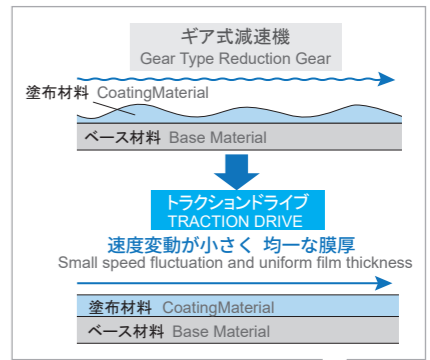 ギア式減速機
Gear Type Reduction Gear
塗布材料 CoatingMaterial
ベース材料 Base Material
トラクションドライブ
TRACTION DRIVE
速度変動が小さく 均一な膜厚
Small speed fluctuation and uniform film thickness
塗布材料 CoatingMaterial
ベース材料 Base Material